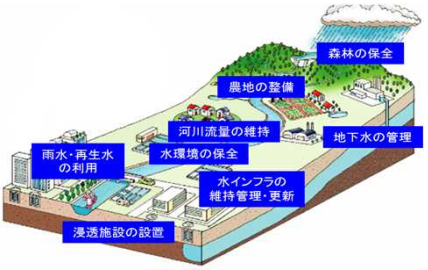 森林の保全
農地の整備
河川流量の維持
地下水の管理
雨水・再生水
の利用
水環境の保全
水インフラの
維持管理・更新
浸透施設の設置